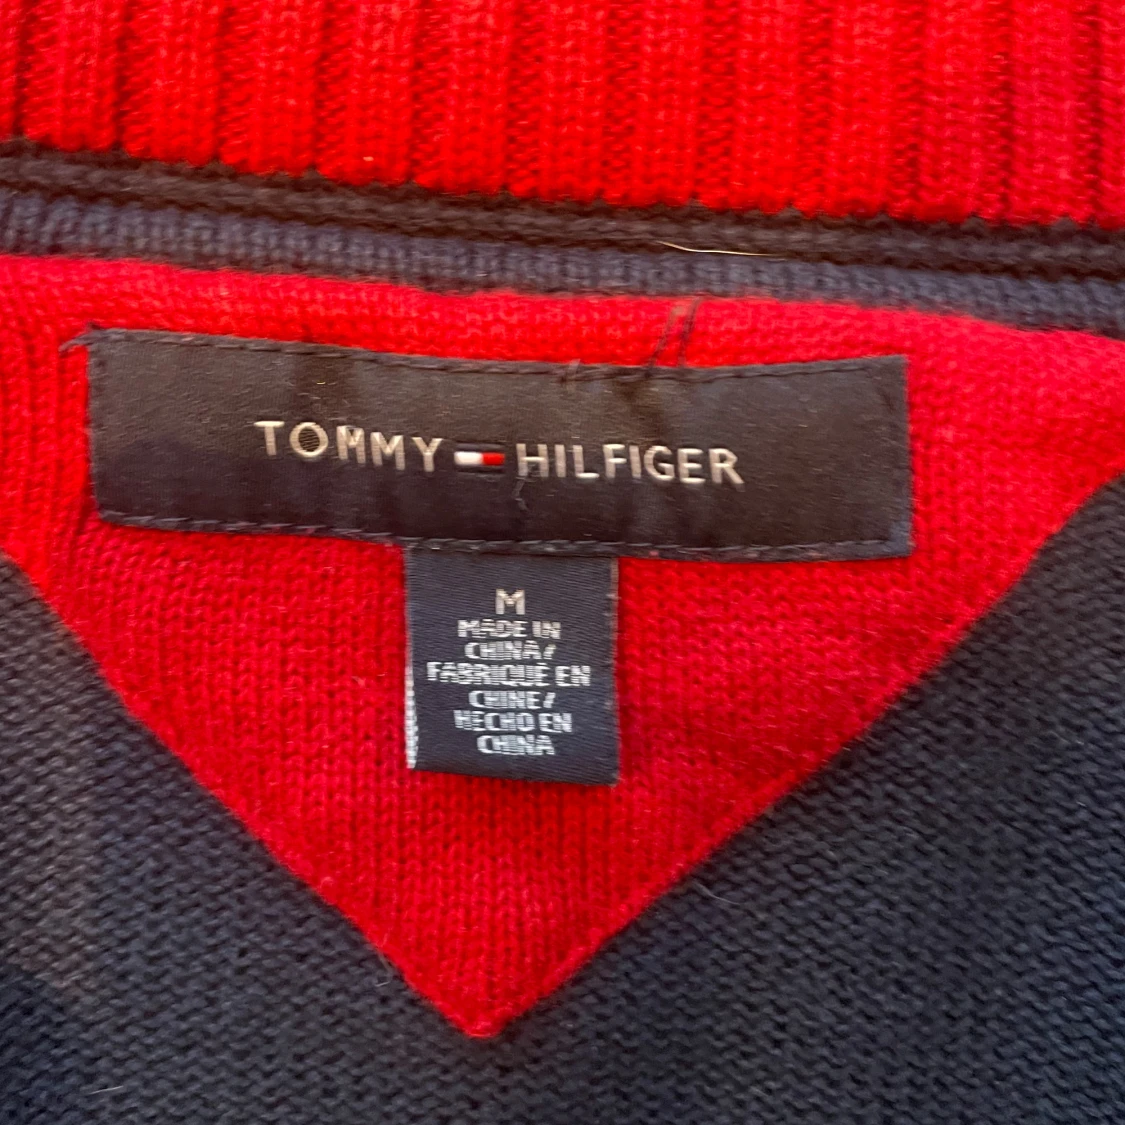 TOMMY HILFIGER
M
MADE IN
CHINA/
FABRIQUÉ EN
CHINE/
HECHO EN
CHINA